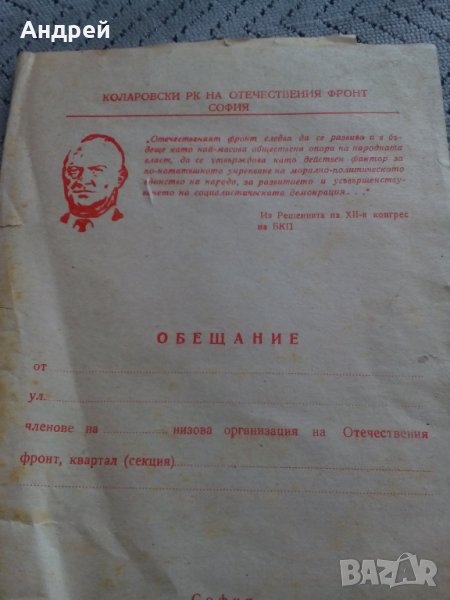 Андрей
КОЛАРОВСКИ РК НА ОТЕЧЕСТВЕНИЯ ФРОНТ
СОФИЯ
„Отечественият фронт следва да се развива и в бъ-
деще като най-масова обществена опора на народната
власт, да се утвърждава като действен фактор за
по-нататъшното укрепване на морално-политическото
единство на народа, за развитието и усъвършенству-
ването на социалистическата демокрация. . .“
Из Решенията на XII-я конгрес
на БКП
ОБЕЩАНИЕ
от
ул.
членове на низова организация на Отечествения
фронт, квартал (секция)
София
BAZAR